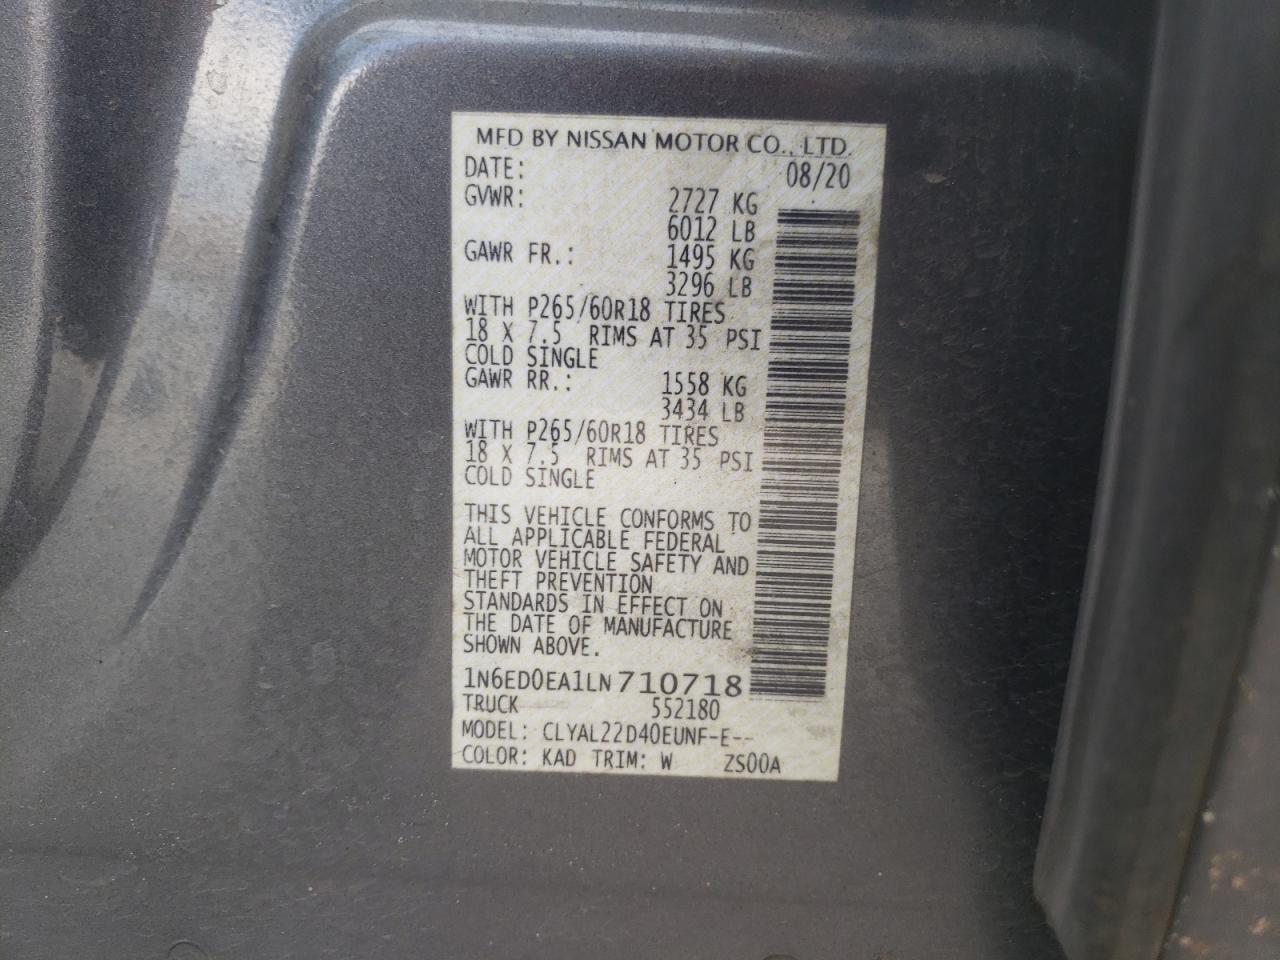 MFD BY NISSAN MOTOR CO., LTD.
DATE: 08/20
GVWR: 2727 KG
6012 LB
GAWR FR.: 1495 KG
3296 LB
WITH P265/60R18 TIRES
18 X 7.5 RIMS AT 35 PSI
COLD SINGLE
GAWR RR.: 1558 KG
3434 LB
WITH P265/60R18 TIRES
18 X 7.5 RIMS AT 35 PSI
COLD SINGLE
THIS VEHICLE CONFORMS TO
ALL APPLICABLE FEDERAL
MOTOR VEHICLE SAFETY AND
THEFT PREVENTION
STANDARDS IN EFFECT ON
THE DATE OF MANUFACTURE
SHOWN ABOVE.
1N6ED0EA1LN710718
TRUCK 552180
MODEL: CLYAL22D40EUNF-E--
COLOR: KAD TRIM: W ZS00A